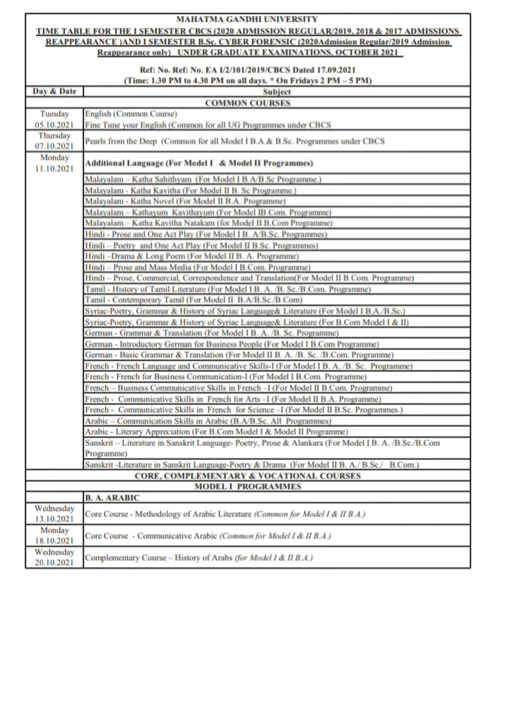 MAHATMA GANDHI UNIVERSITY
TIME TABLE FOR THE I SEMESTER CBCS (2020 ADMISSION REGULAR/2019, 2018 & 2017 ADMISSIONS
REAPPEARANCE )AND I SEMESTER B.Sc. CYBER FORENSIC (2020Admission Regular/2019 Admission
Reappearance only) UNDER GRADUATE EXAMINATIONS, OCTOBER 2021
Ref: No. Ref: No. EA I/2/101/2019/CBCS Dated 17.09.2021
(Time: 1.30 PM to 4.30 PM on all days. * On Fridays 2 PM – 5 PM)
Day & Date Subject
COMMON COURSES
Tuesday
05.10.2021
English (Common Course)
Fine Tune your English (Common for all UG Programmes under CBCS
Thursday
07.10.2021
Pearls from the Deep (Common for all Model I B.A.& B.Sc. Programmes under CBCS
Monday
11.10.2021
Additional Language (For Model I & Model II Programmes)
Malayalam – Katha Sahithyam (For Model I B.A/B.Sc Programme.)
Malayalam - Katha Kavitha (For Model II B. Sc Programme.)
Malayalam - Katha Novel (For Model II B.A. Programme)
Malayalam – Kathayum Kavithayum (For Model IB.Com. Programme)
Malayalam – Katha Kavitha Natakam (for Model II B.Com Programme)
Hindi - Prose and One Act Play (For Model I B. A/B.Sc. Programmes)
Hindi – Poetry and One Act Play (For Model II B.Sc. Programmes)
Hindi –Drama & Long Poem (For Model II B. A. Programme)
Hindi – Prose and Mass Media (For Model I B.Com. Programme)
Hindi – Prose, Commercial, Correspondence and Translation(For Model II B.Com. Programme)
Tamil - History of Tamil Literature (For Model I B. A. /B. Sc./B.Com. Programme)
Tamil - Contemporary Tamil (For Model II B.A/B.Sc/B.Com)
Syriac-Poetry, Grammar & History of Syriac Language& Literature (For Model I B.A./B.Sc.)
Syriac-Poetry, Grammar & History of Syriac Language& Literature (For B.Com Model I & II)
German - Grammar & Translation (For Model I B. A. /B. Sc. Programme)
German - Introductory German for Business People (For Model I B.Com Programme)
German - Basic Grammar & Translation (For Model II B. A. /B. Sc. /B.Com. Programme)
French - French Language and Communicative Skills-I (For Model I B. A. /B. Sc. Programme)
French - French for Business Communication-I (For Model I B.Com. Programme)
French – Business Communicative Skills in French –I (For Model II B.Com. Programme)
French - Communicative Skills in French for Arts –I (For Model II B.A. Programme)
French - Communicative Skills in French for Science –I (For Model II B.Sc. Programmes.)
Arabic – Communication Skills in Arabic (B.A/B.Sc. All Programmes)
Arabic - Literary Appreciation (For B.Com Model I & Model II Programme)
Sanskrit – Literature in Sanskrit Language- Poetry, Prose & Alankara (For Model I B. A. /B.Sc/B.Com
Programme)
Sanskrit -Literature in Sanskrit Language-Poetry & Drama (For Model II B. A./ B.Sc./ B.Com.)
CORE, COMPLEMENTARY & VOCATIONAL COURSES
MODEL I PROGRAMMES
B. A. ARABIC
Wednesday
13.10.2021
Core Course - Methodology of Arabic Literature (Common for Model I & II B.A.)
Monday
18.10.2021
Core Course - Communicative Arabic (Common for Model I & II B.A.)
Wednesday
20.10.2021
Complementary Course – History of Arabs (for Model I & II B.A.)